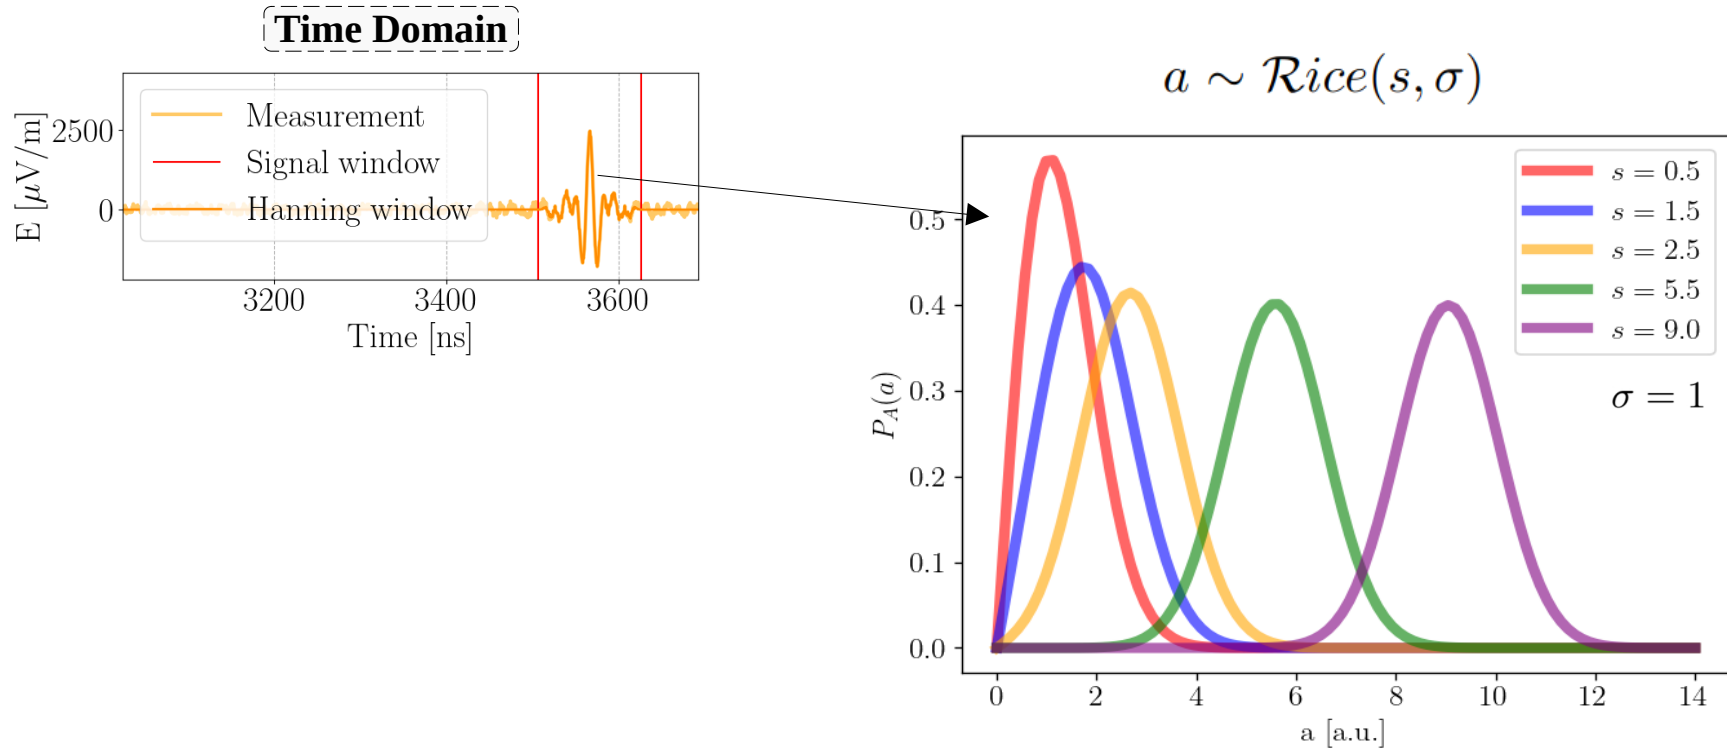 Time Domain
E [μV/m]
2500
0
Measurement
Signal window
Hanning window
3200 3400 3600
Time [ns]
a ∼ Rice(s, σ)
P_A(a)
0.5
0.4
0.3
0.2
0.1
0.0
s = 0.5
s = 1.5
s = 2.5
s = 5.5
s = 9.0
σ = 1
0 2 4 6 8 10 12 14
a [a.u.]